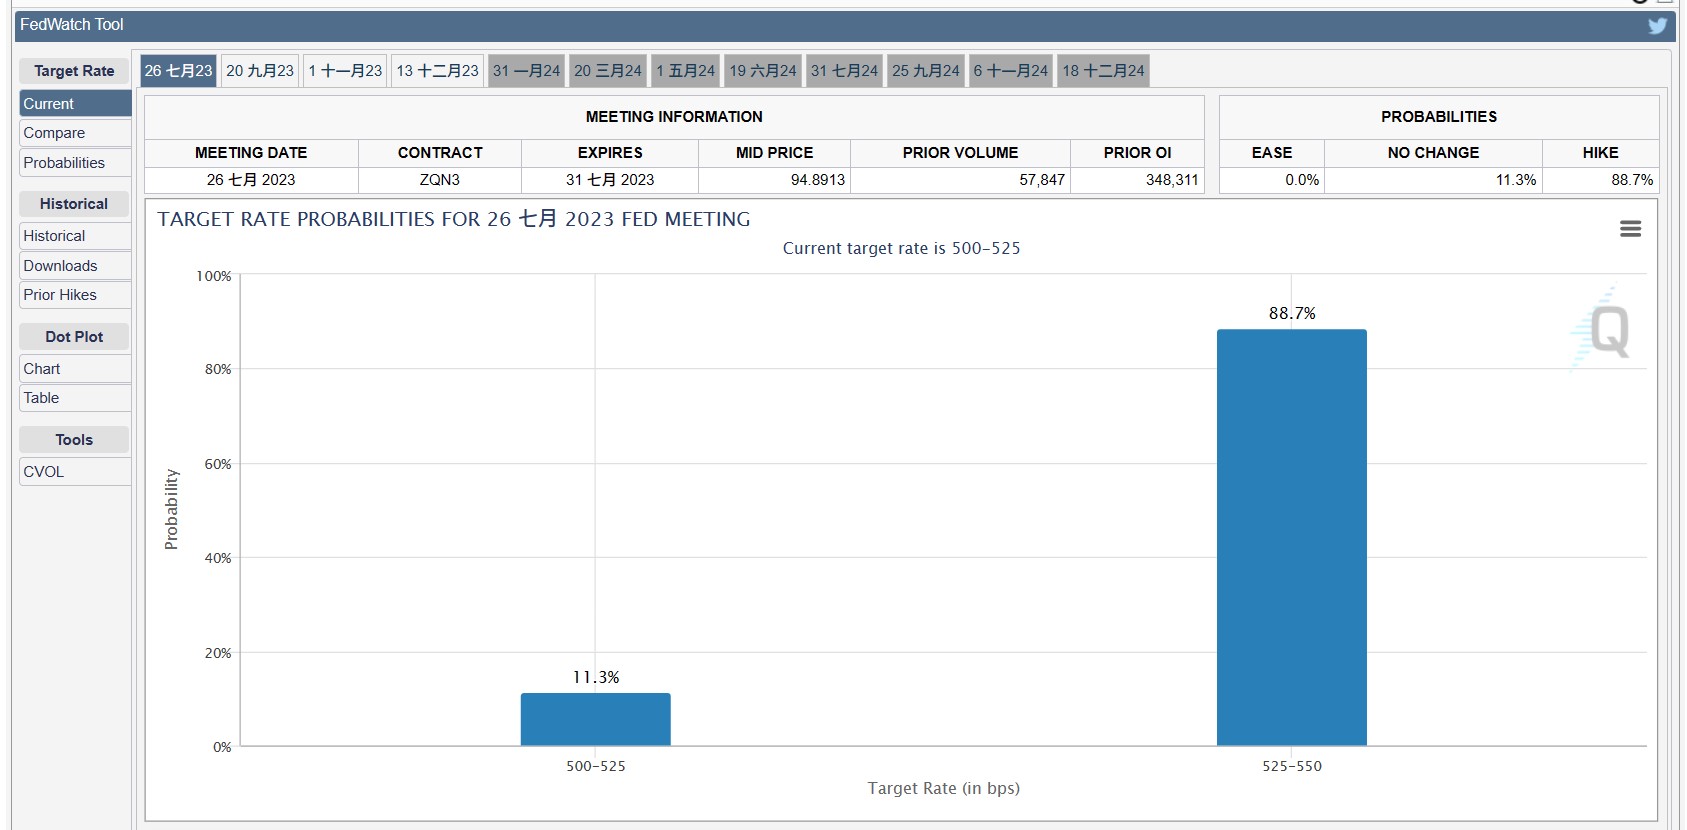 FedWatch Tool
Target Rate
Current
Compare
Probabilities
Historical
Historical
Downloads
Prior Hikes
Dot Plot
Chart
Table
Tools
CVOL
26 七月23 20 九月23 1 十一月23 13 十二月23 31 一月24 20 三月24 1 五月24 19 六月24 31 七月24 25 九月24 6 十一月24 18 十二月24
MEETING INFORMATION
MEETING DATE CONTRACT EXPIRES MID PRICE PRIOR VOLUME PRIOR OI
26 七月 2023 ZQN3 31 七月 2023 94.8913 57,847 348,311
PROBABILITIES
EASE NO CHANGE HIKE
0.0% 11.3% 88.7%
TARGET RATE PROBABILITIES FOR 26 七月 2023 FED MEETING
Current target rate is 500-525
Probability
100%
80%
60%
40%
20%
0%
11.3%
88.7%
Q
500-525 525-550
Target Rate (in bps)